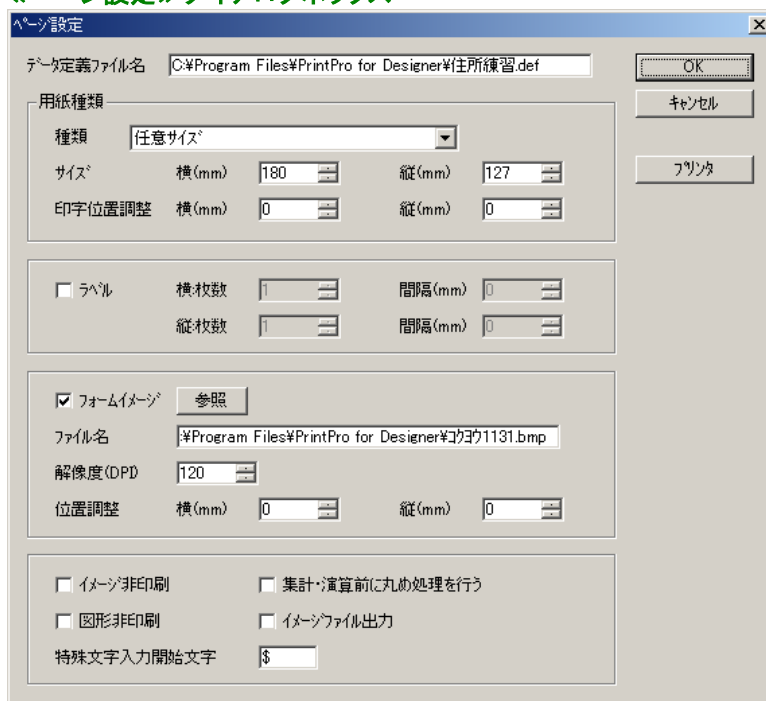 ページ設定
データ定義ファイル名 C:¥Program Files¥PrintPro for Designer¥住所練習.def
OK
キャンセル
プリンタ
用紙種類
種類 任意サイズ
サイズ 横(mm) 180 縦(mm) 127
印字位置調整 横(mm) 0 縦(mm) 0
ラベル 横:枚数 1 間隔(mm) 0
縦:枚数 1 間隔(mm) 0
フォームイメージ 参照
ファイル名 :¥Program Files¥PrintPro for Designer¥コクヨウ1131.bmp
解像度(DPI) 120
位置調整 横(mm) 0 縦(mm) 0
イメージ非印刷 集計・演算前に丸め処理を行う
図形非印刷 イメージファイル出力
特殊文字入力開始文字 $